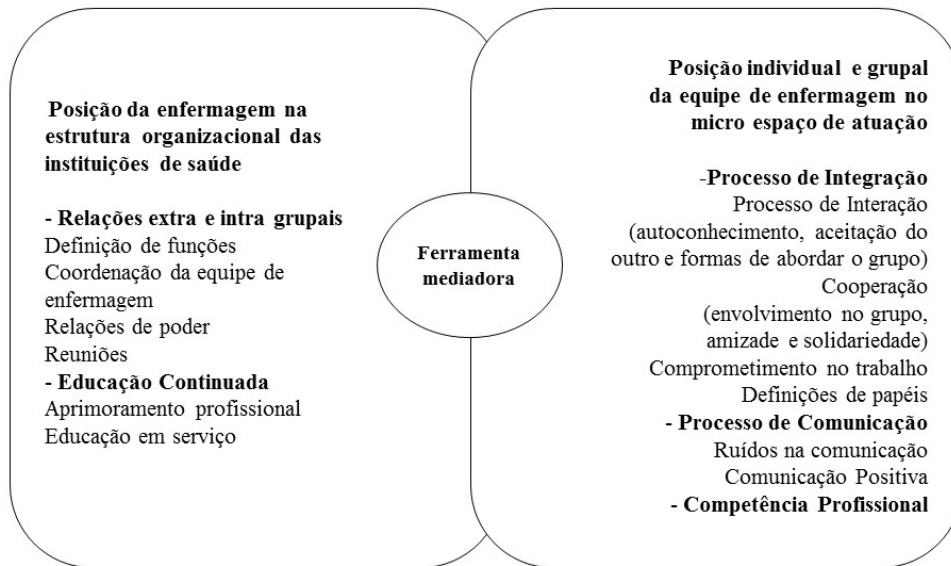 Posição da enfermagem na
estrutura organizacional das
instituições de saúde
- Relações extra e intra grupais
Definição de funções
Coordenação da equipe de
enfermagem
Relações de poder
Reuniões
- Educação Continuada
Aprimoramento profissional
Educação em serviço
Ferramenta
mediadora
Posição individual e grupal
da equipe de enfermagem no
micro espaço de atuação
-Processo de Integração
Processo de Interação
(autoconhecimento, aceitação do
outro e formas de abordar o grupo)
Cooperação
(envolvimento no grupo,
amizade e solidariedade)
Comprometimento no trabalho
Definições de papéis
- Processo de Comunicação
Ruídos na comunicação
Comunicação Positiva
- Competência Profissional